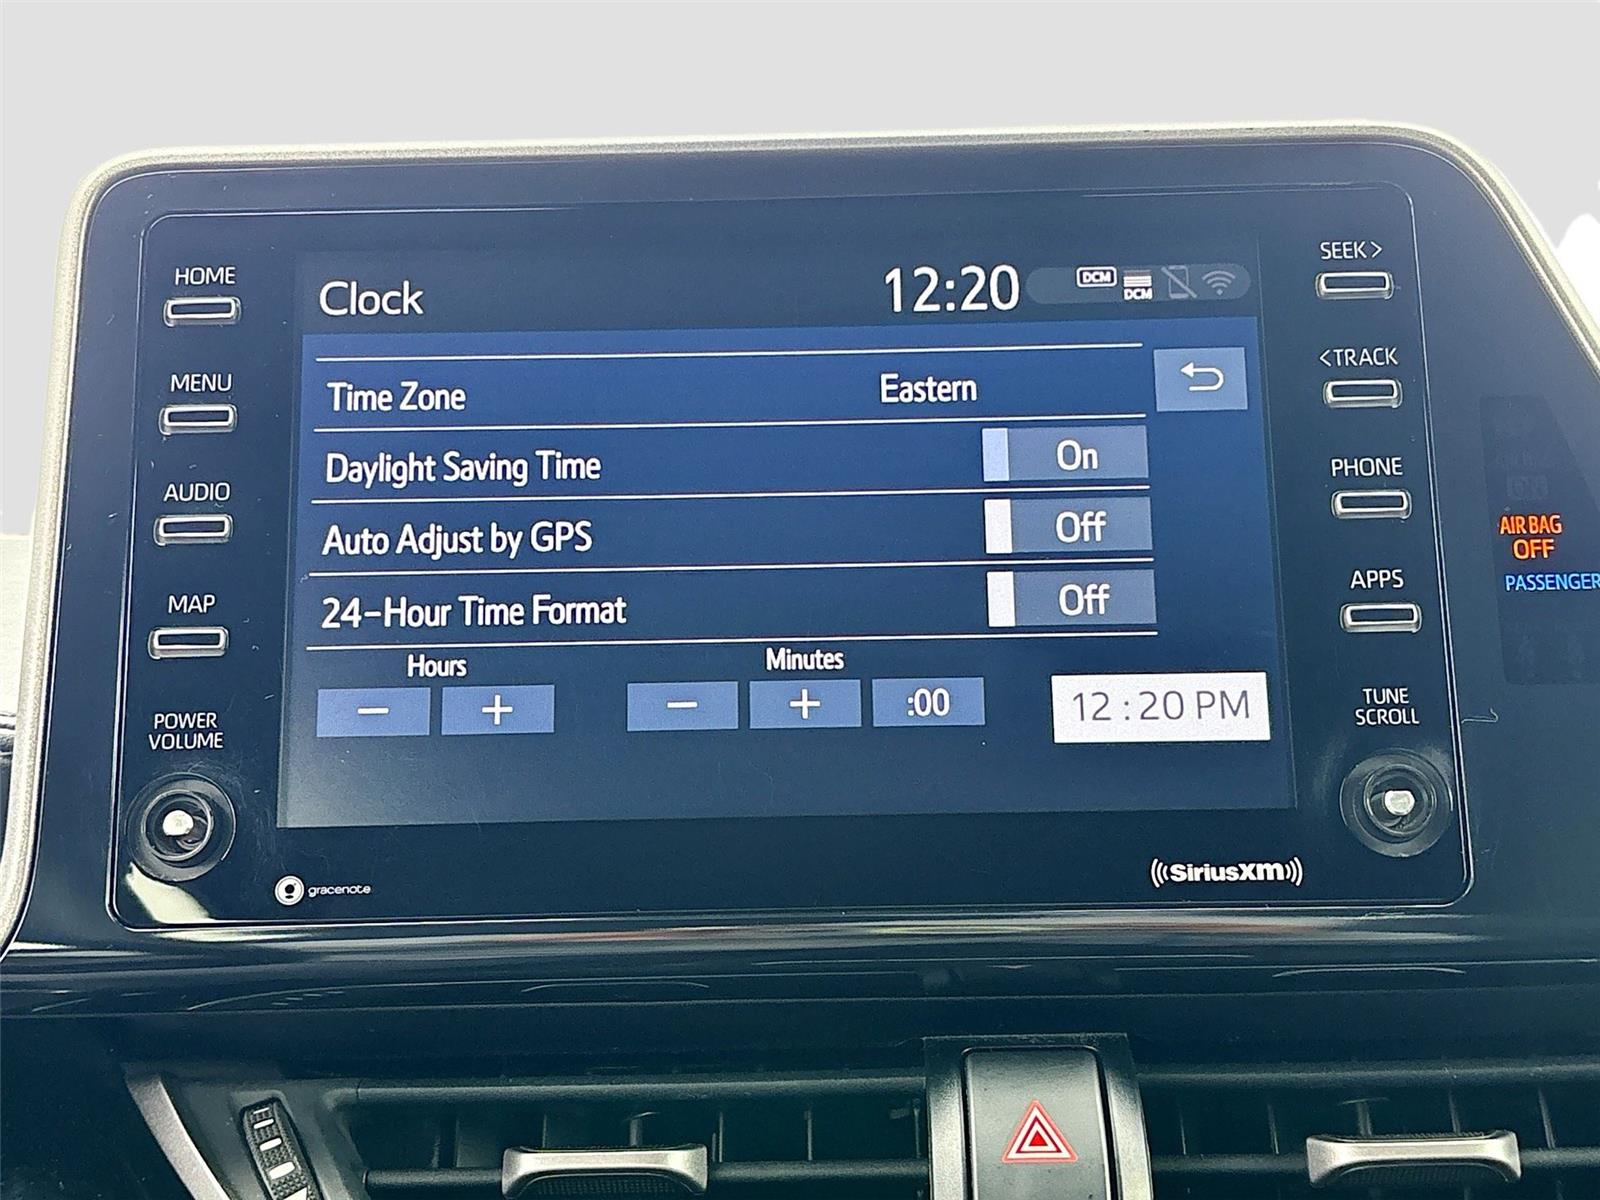 HOME
MENU
AUDIO
MAP
POWER
VOLUME
Clock
12:20
DCM
DCM
Time Zone Eastern
Daylight Saving Time On
Auto Adjust by GPS Off
24-Hour Time Format Off
Hours Minutes
− + − + :00 12:20 PM
SEEK>
<TRACK
PHONE
APPS
TUNE
SCROLL
gracenote
((SiriusXM))
AIR BAG
OFF
PASSENGER